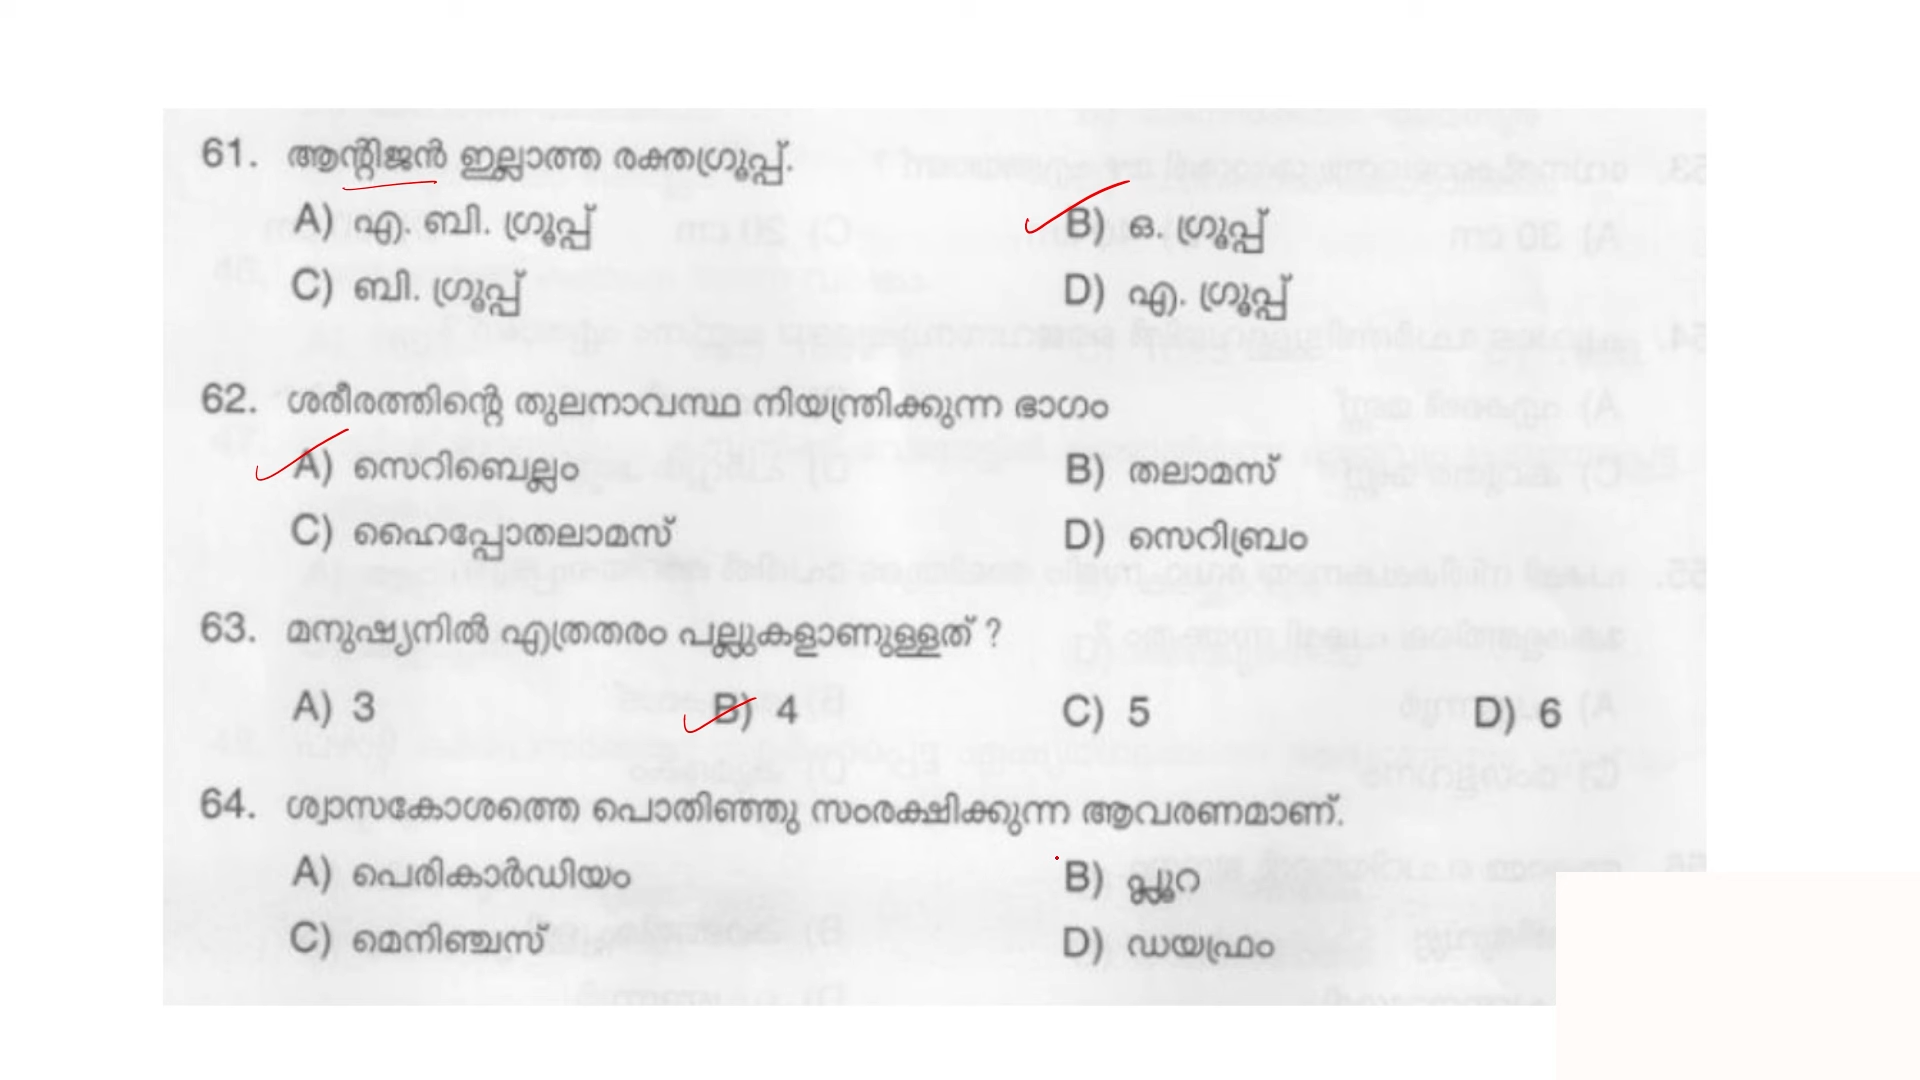 61. ആന്റിജൻ ഇല്ലാത്ത രക്തഗ്രൂപ്പ്.
A) എ. ബി. ഗ്രൂപ്പ് B) ഒ. ഗ്രൂപ്പ്
C) ബി. ഗ്രൂപ്പ് D) എ. ഗ്രൂപ്പ്
62. ശരീരത്തിന്റെ തുലനാവസ്ഥ നിയന്ത്രിക്കുന്ന ഭാഗം
A) സെറിബെല്ലം B) തലാമസ്
C) ഹൈപ്പോതലാമസ് D) സെറിബ്രം
63. മനുഷ്യനിൽ എത്രതരം പല്ലുകളാണുള്ളത് ?
A) 3 B) 4 C) 5 D) 6
64. ശ്വാസകോശത്തെ പൊതിഞ്ഞു സംരക്ഷിക്കുന്ന ആവരണമാണ്.
A) പെരികാർഡിയം B) പ്ലൂറ
C) മെനിഞ്ചസ് D) ഡയഫ്രം